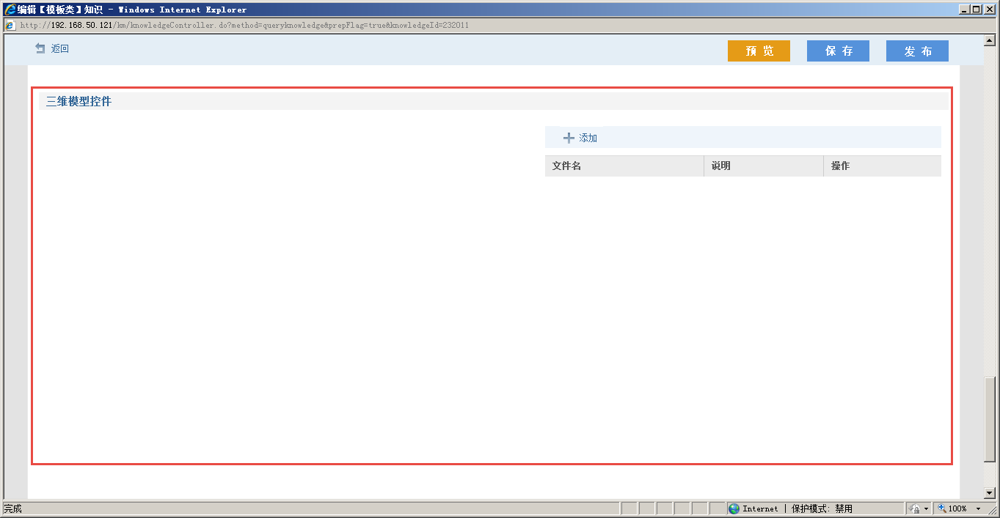 编辑【模板类】知识 - Windows Internet Explorer
http://192.168.50.121/km/knowledgeController.do?method=queryknowledge&prepFlag=true&knowledgeId=232011
返回 预 览 保 存 发 布
三维模型控件
添加
文件名 说明 操作
完成 Internet | 保护模式: 禁用 100%